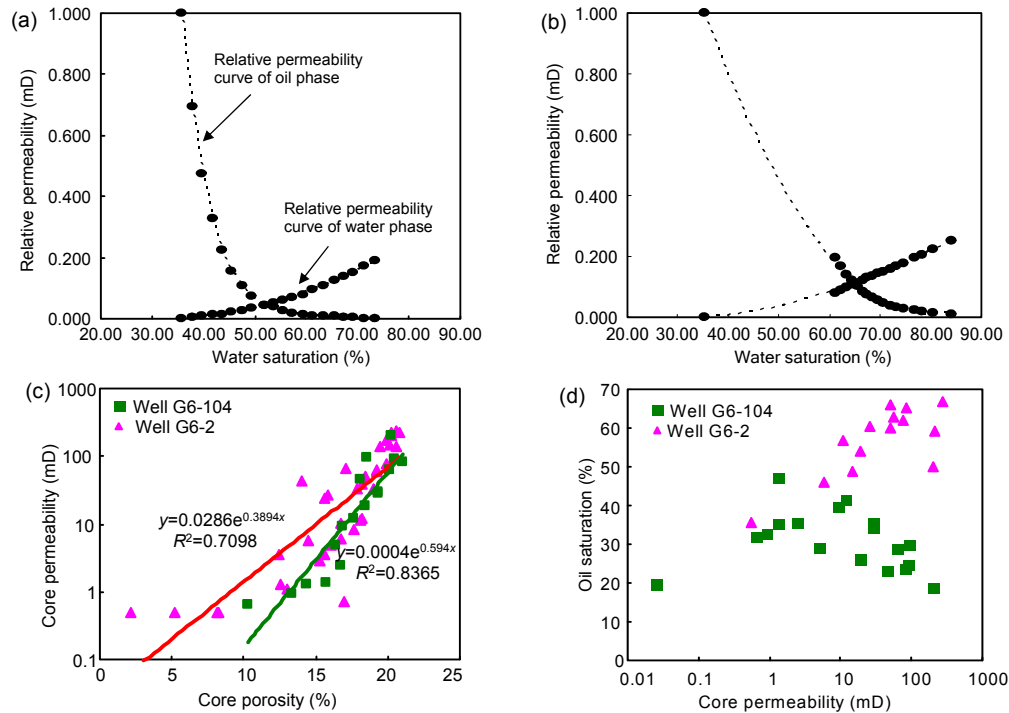 (a)
1.000
0.800
0.600
0.400
0.200
0.000
Relative permeability (mD)
Relative permeability
curve of oil phase
Relative permeability
curve of water phase
20.00 30.00 40.00 50.00 60.00 70.00 80.00 90.00
Water saturation (%)
(b)
1.000
0.800
0.600
0.400
0.200
0.000
Relative permeability (mD)
20.00 30.00 40.00 50.00 60.00 70.00 80.00 90.00
Water saturation (%)
(c)
1000
100
10
1
0.1
Core permeability (mD)
Well G6-104
Well G6-2
y=0.0286e^0.3894x
R²=0.7098
y=0.0004e^0.594x
R²=0.8365
0 5 10 15 20 25
Core porosity (%)
(d)
70
60
50
40
30
20
10
0
Oil saturation (%)
Well G6-104
Well G6-2
0.01 0.1 1 10 100 1000
Core permeability (mD)